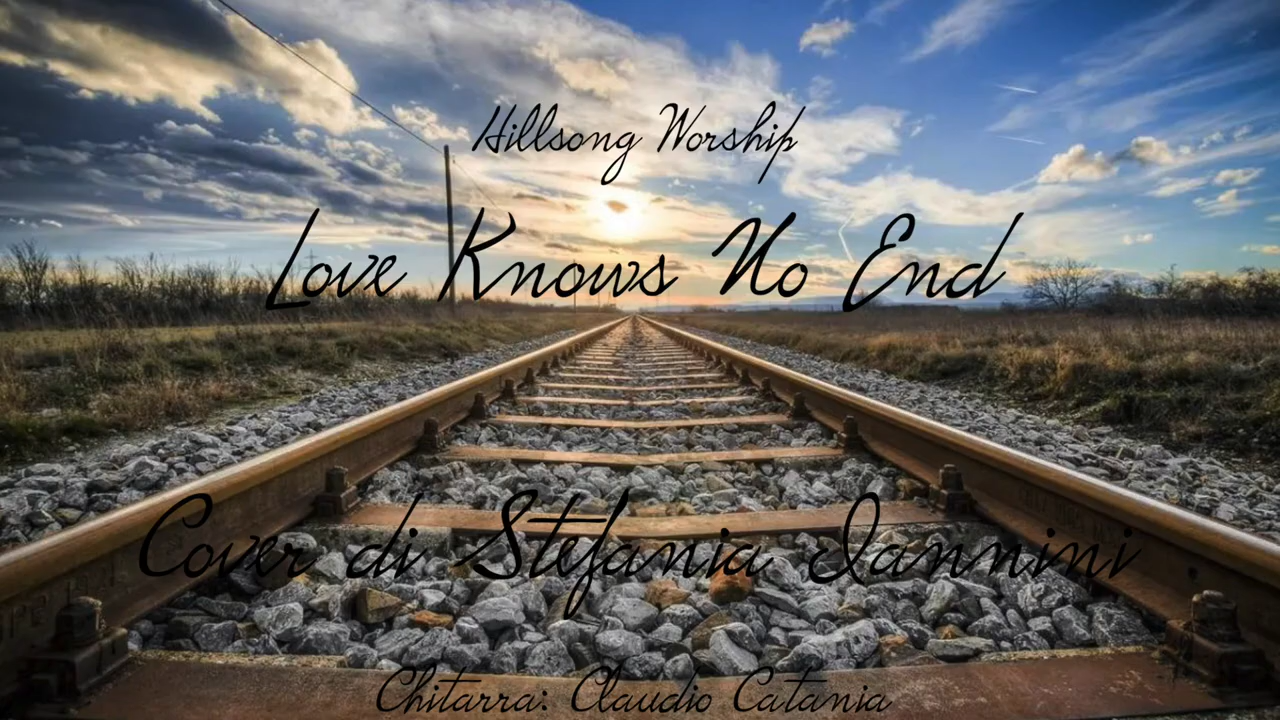 Hillsong Worship
Love Knows No End
Cover di Stefania Iannini
Chitarra: Claudio Catania